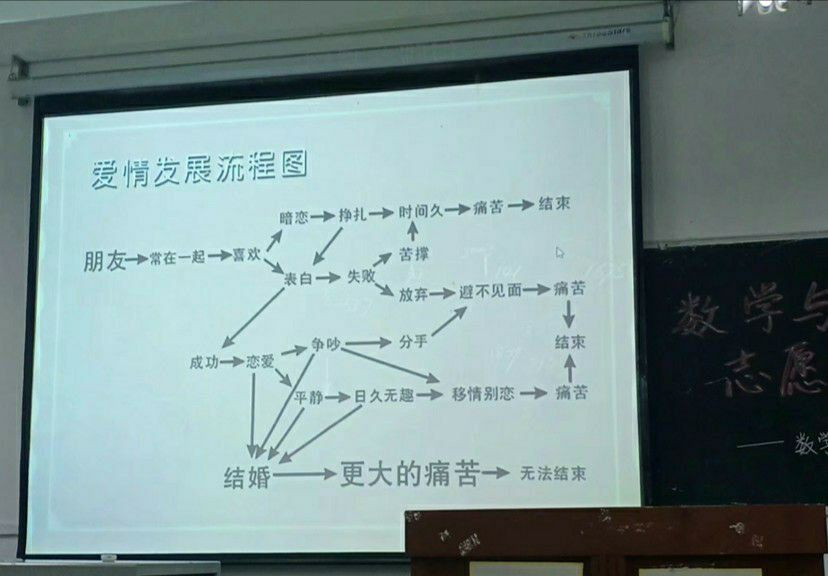 爱情发展流程图
暗恋→挣扎→时间久→痛苦→结束
朋友→常在一起→喜欢
苦撑
表白→失败
放弃→避不见面→痛苦
争吵→分手
结束
成功→恋爱
平静→日久无趣→移情别恋→痛苦
结婚→更大的痛苦→无法结束
数学与
志愿
——数学